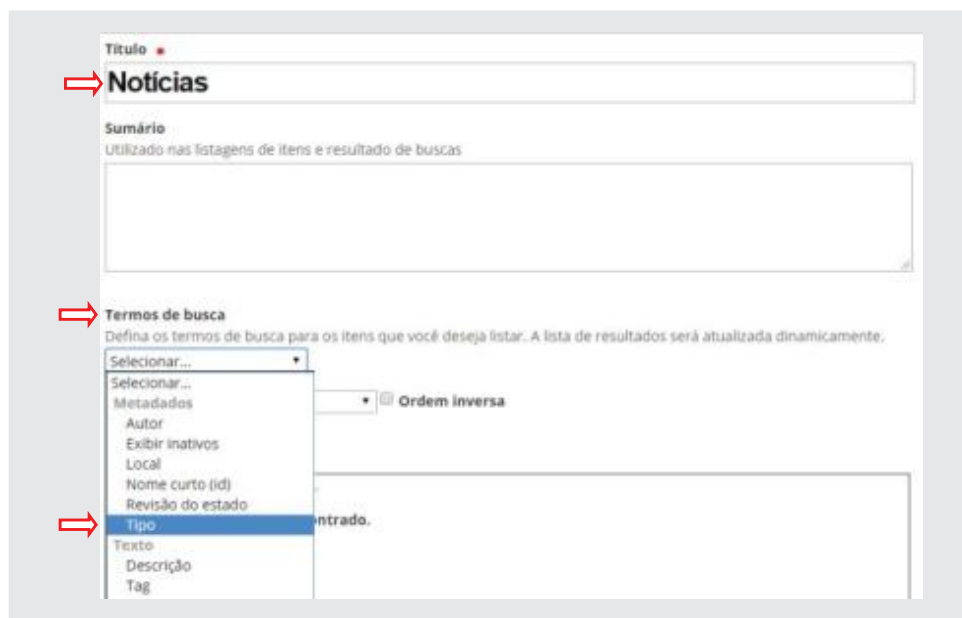 Título
Notícias
Sumário
Utilizado nas listagens de itens e resultado de buscas
Termos de busca
Defina os termos de busca para os itens que você deseja listar. A lista de resultados será atualizada dinamicamente.
Selecionar...
Selecionar...
Metadados
Ordem inversa
Autor
Exibir inativos
Local
Nome curto (id)
Revisão do estado
Tipo
ntrado.
Texto
Descrição
Tag